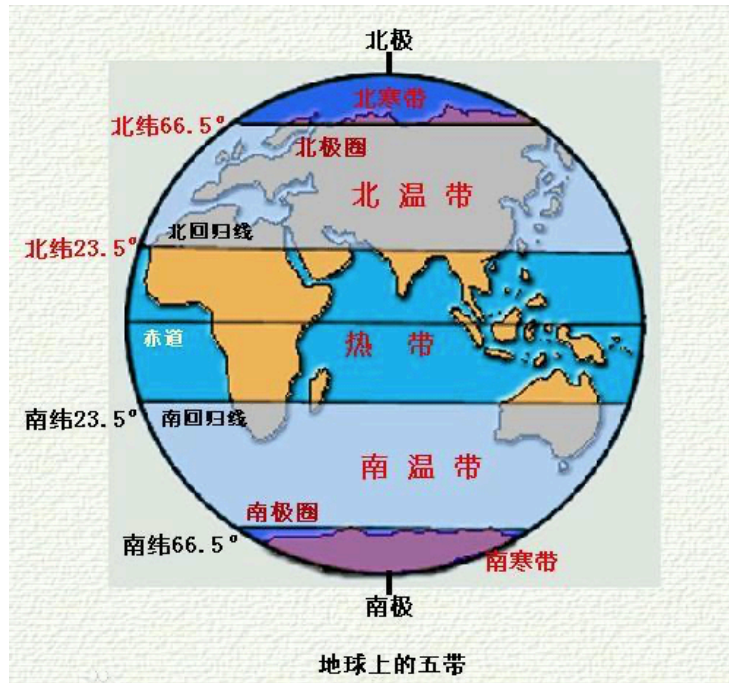 北极
北寒带
北纬66.5°
北极圈
北温带
北回归线
北纬23.5°
赤道
热带
南纬23.5°
南回归线
南温带
南极圈
南纬66.5°
南寒带
南极
地球上的五带